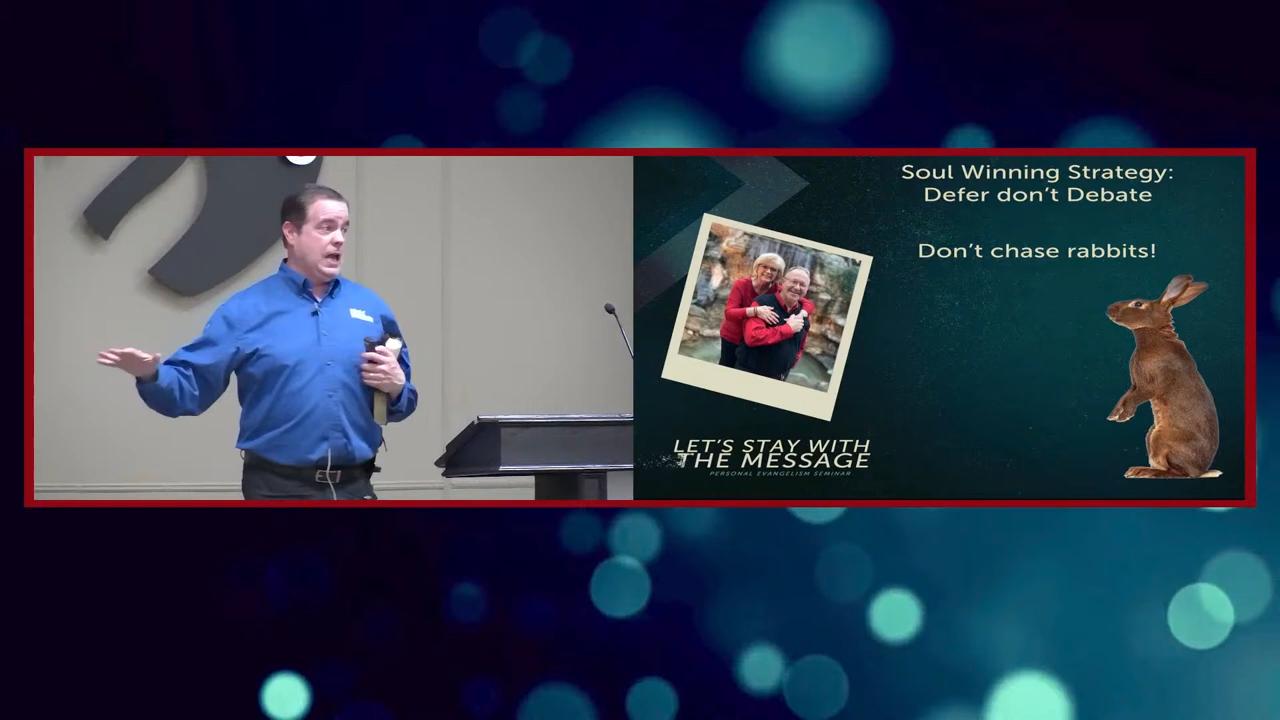 Soul Winning Strategy:
Defer don't Debate
Don't chase rabbits!
LET'S STAY WITH
THE MESSAGE
PERSONAL EVANGELISM SEMINAR